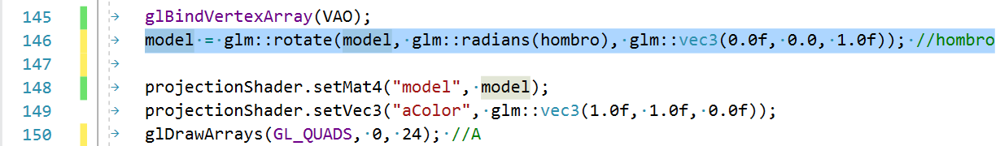 145 glBindVertexArray(VAO);
146 model = glm::rotate(model, glm::radians(hombro), glm::vec3(0.0f, 0.0, 1.0f)); //hombro
147
148 projectionShader.setMat4("model", model);
149 projectionShader.setVec3("aColor", glm::vec3(1.0f, 1.0f, 0.0f));
150 glDrawArrays(GL_QUADS, 0, 24); //A